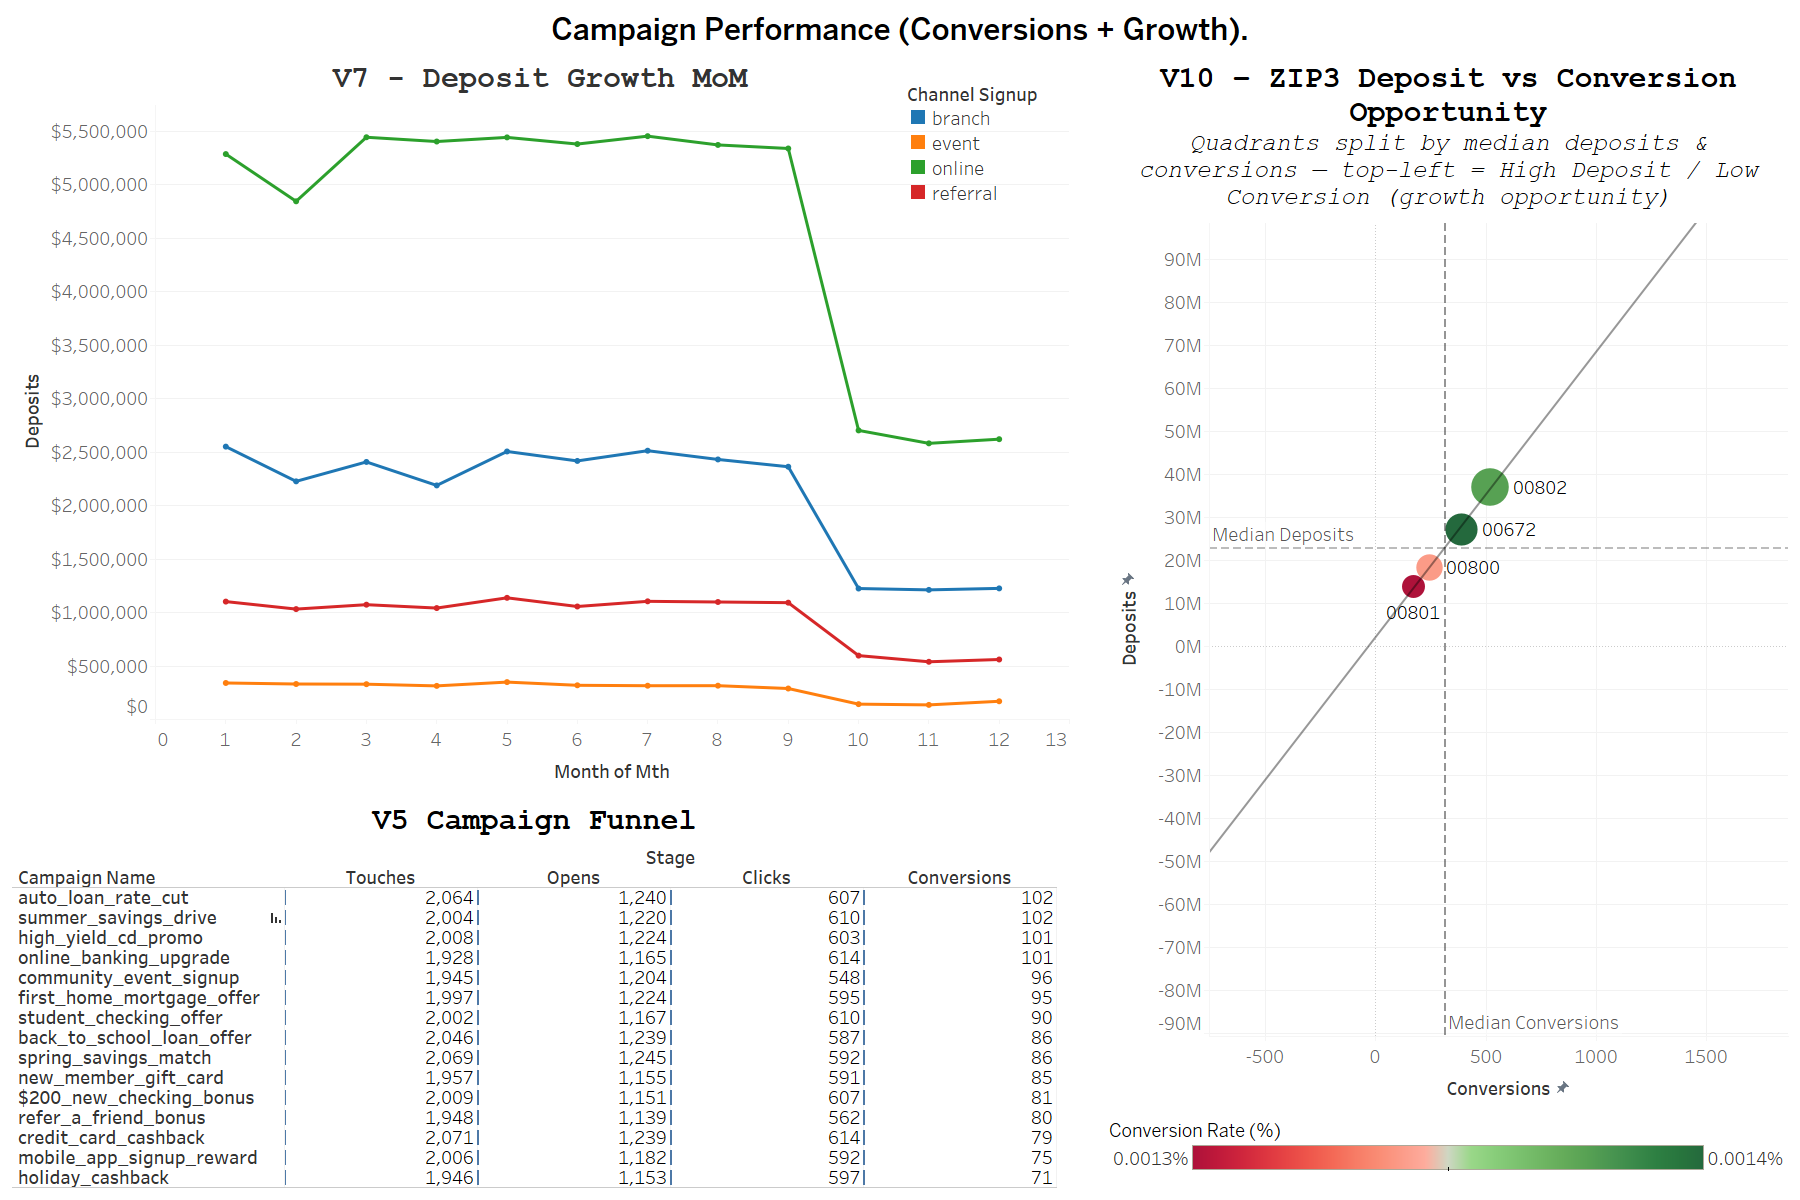 Campaign Performance (Conversions + Growth).
V7 - Deposit Growth MoM
Channel Signup
branch
event
online
referral
$5,500,000
$5,000,000
$4,500,000
$4,000,000
$3,500,000
$3,000,000
$2,500,000
$2,000,000
$1,500,000
$1,000,000
$500,000
$0
Deposits
0 1 2 3 4 5 6 7 8 9 10 11 12 13
Month of Mth
V10 – ZIP3 Deposit vs Conversion
Opportunity
Quadrants split by median deposits &
conversions — top-left = High Deposit / Low
Conversion (growth opportunity)
90M
80M
70M
60M
50M
40M
30M
20M
10M
0M
-10M
-20M
-30M
-40M
-50M
-60M
-70M
-80M
-90M
Deposits
Median Deposits
00802
00672
00800
00801
Median Conversions
-500 0 500 1000 1500
Conversions
Conversion Rate (%)
0.0013% 0.0014%
V5 Campaign Funnel
Stage
Campaign Name Touches Opens Clicks Conversions
auto_loan_rate_cut 2,064 1,240 607 102
summer_savings_drive 2,004 1,220 610 102
high_yield_cd_promo 2,008 1,224 603 101
online_banking_upgrade 1,928 1,165 614 101
community_event_signup 1,945 1,204 548 96
first_home_mortgage_offer 1,997 1,224 595 95
student_checking_offer 2,002 1,167 610 90
back_to_school_loan_offer 2,046 1,239 587 86
spring_savings_match 2,069 1,245 592 86
new_member_gift_card 1,957 1,155 591 85
$200_new_checking_bonus 2,009 1,151 607 81
refer_a_friend_bonus 1,948 1,139 562 80
credit_card_cashback 2,071 1,239 614 79
mobile_app_signup_reward 2,006 1,182 592 75
holiday_cashback 1,946 1,153 597 71